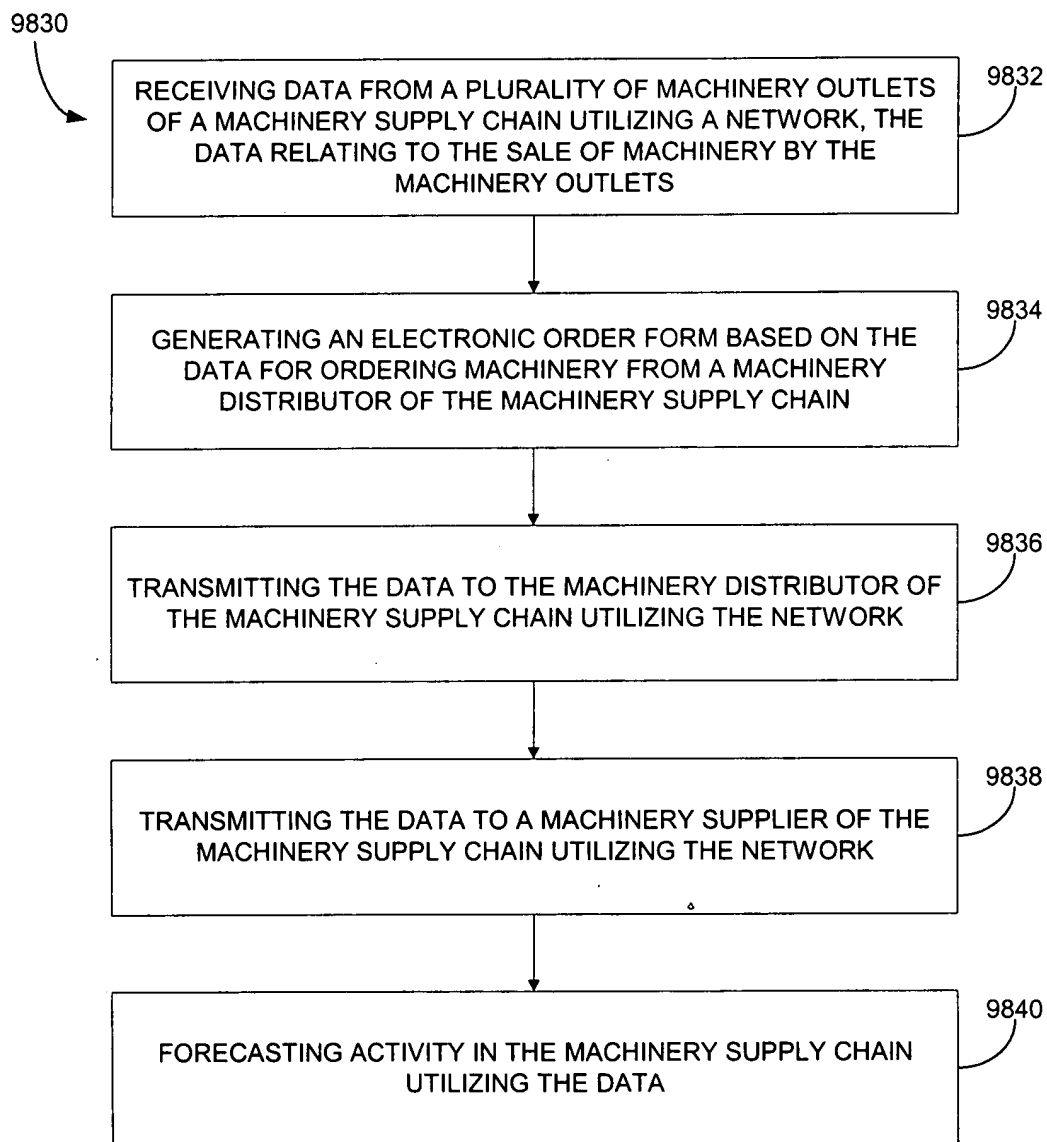 9830
RECEIVING DATA FROM A PLURALITY OF MACHINERY OUTLETS
OF A MACHINERY SUPPLY CHAIN UTILIZING A NETWORK, THE
DATA RELATING TO THE SALE OF MACHINERY BY THE
MACHINERY OUTLETS
9832
GENERATING AN ELECTRONIC ORDER FORM BASED ON THE
DATA FOR ORDERING MACHINERY FROM A MACHINERY
DISTRIBUTOR OF THE MACHINERY SUPPLY CHAIN
9834
TRANSMITTING THE DATA TO THE MACHINERY DISTRIBUTOR OF
THE MACHINERY SUPPLY CHAIN UTILIZING THE NETWORK
9836
TRANSMITTING THE DATA TO A MACHINERY SUPPLIER OF THE
MACHINERY SUPPLY CHAIN UTILIZING THE NETWORK
9838
FORECASTING ACTIVITY IN THE MACHINERY SUPPLY CHAIN
UTILIZING THE DATA
9840